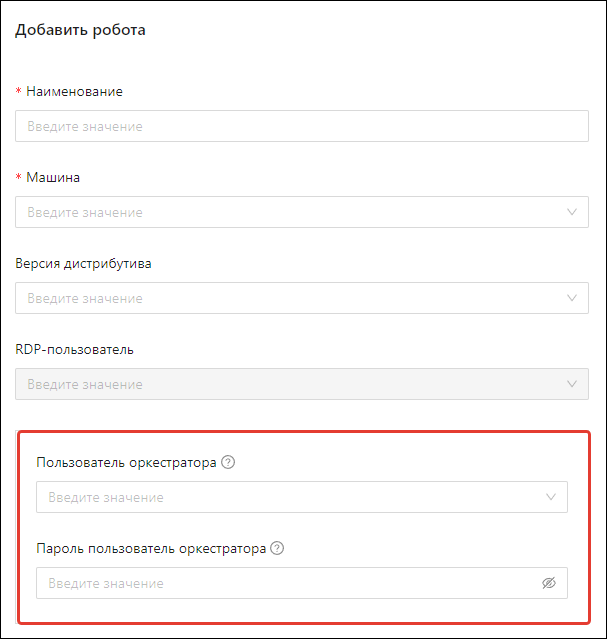 Добавить робота
* Наименование
Введите значение
* Машина
Введите значение
Версия дистрибутива
Введите значение
RDP-пользователь
Введите значение
Пользователь оркестратора ?
Введите значение
Пароль пользователь оркестратора ?
Введите значение